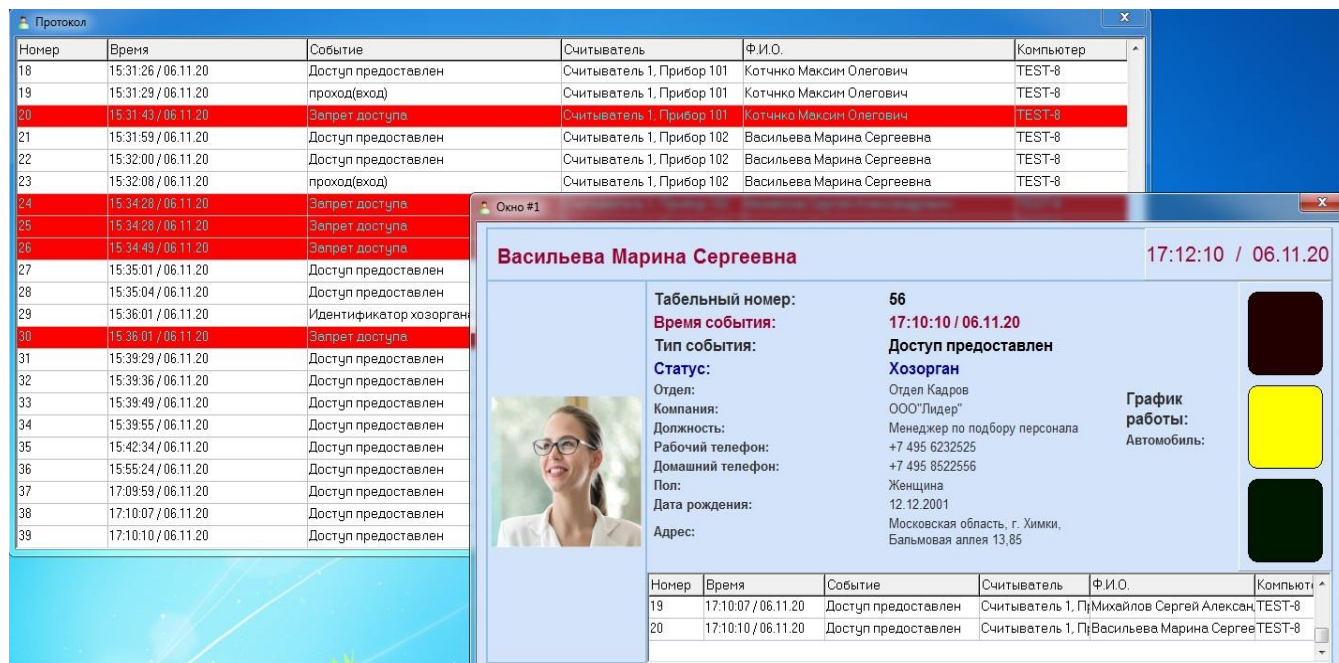 Протокол
Номер Время Событие Считыватель Ф.И.О. Компьютер
18 15:31:26 / 06.11.20 Доступ предоставлен Считыватель 1, Прибор 101 Котчнко Максим Олегович TEST-8
19 15:31:29 / 06.11.20 проход(вход) Считыватель 1, Прибор 101 Котчнко Максим Олегович TEST-8
20 15:31:43 / 06.11.20 Запрет доступа Считыватель 1, Прибор 101 Котчнко Максим Олегович TEST-8
21 15:31:59 / 06.11.20 Доступ предоставлен Считыватель 1, Прибор 102 Васильева Марина Сергеевна TEST-8
22 15:32:00 / 06.11.20 Доступ предоставлен Считыватель 1, Прибор 102 Васильева Марина Сергеевна TEST-8
23 15:32:08 / 06.11.20 проход(вход) Считыватель 1, Прибор 102 Васильева Марина Сергеевна TEST-8
24 15:34:28 / 06.11.20 Запрет доступа
25 15:34:28 / 06.11.20 Запрет доступа
26 15:34:49 / 06.11.20 Запрет доступа
27 15:35:01 / 06.11.20 Доступ предоставлен
28 15:35:04 / 06.11.20 Доступ предоставлен
29 15:36:01 / 06.11.20 Идентификатор хозоргана
30 15:36:01 / 06.11.20 Запрет доступа
31 15:39:29 / 06.11.20 Доступ предоставлен
32 15:39:36 / 06.11.20 Доступ предоставлен
33 15:39:49 / 06.11.20 Доступ предоставлен
34 15:39:55 / 06.11.20 Доступ предоставлен
35 15:42:34 / 06.11.20 Доступ предоставлен
36 15:55:24 / 06.11.20 Доступ предоставлен
37 17:09:59 / 06.11.20 Доступ предоставлен
38 17:10:07 / 06.11.20 Доступ предоставлен
39 17:10:10 / 06.11.20 Доступ предоставлен
Окно #1
Васильева Марина Сергеевна 17:12:10 / 06.11.20
Табельный номер: 56
Время события: 17:10:10 / 06.11.20
Тип события: Доступ предоставлен
Статус: Хозорган
Отдел: Отдел Кадров
Компания: ООО"Лидер"
Должность: Менеджер по подбору персонала
Рабочий телефон: +7 495 6232525
Домашний телефон: +7 495 8522556
Пол: Женщина
Дата рождения: 12.12.2001
Адрес: Московская область, г. Химки,
Бальмовая аллея 13,85
График
работы:
Автомобиль:
Номер Время Событие Считыватель Ф.И.О. Компьют
19 17:10:07 / 06.11.20 Доступ предоставлен Считыватель 1, Пр Михайлов Сергей Алексан TEST-8
20 17:10:10 / 06.11.20 Доступ предоставлен Считыватель 1, Пр Васильева Марина Сергее TEST-8